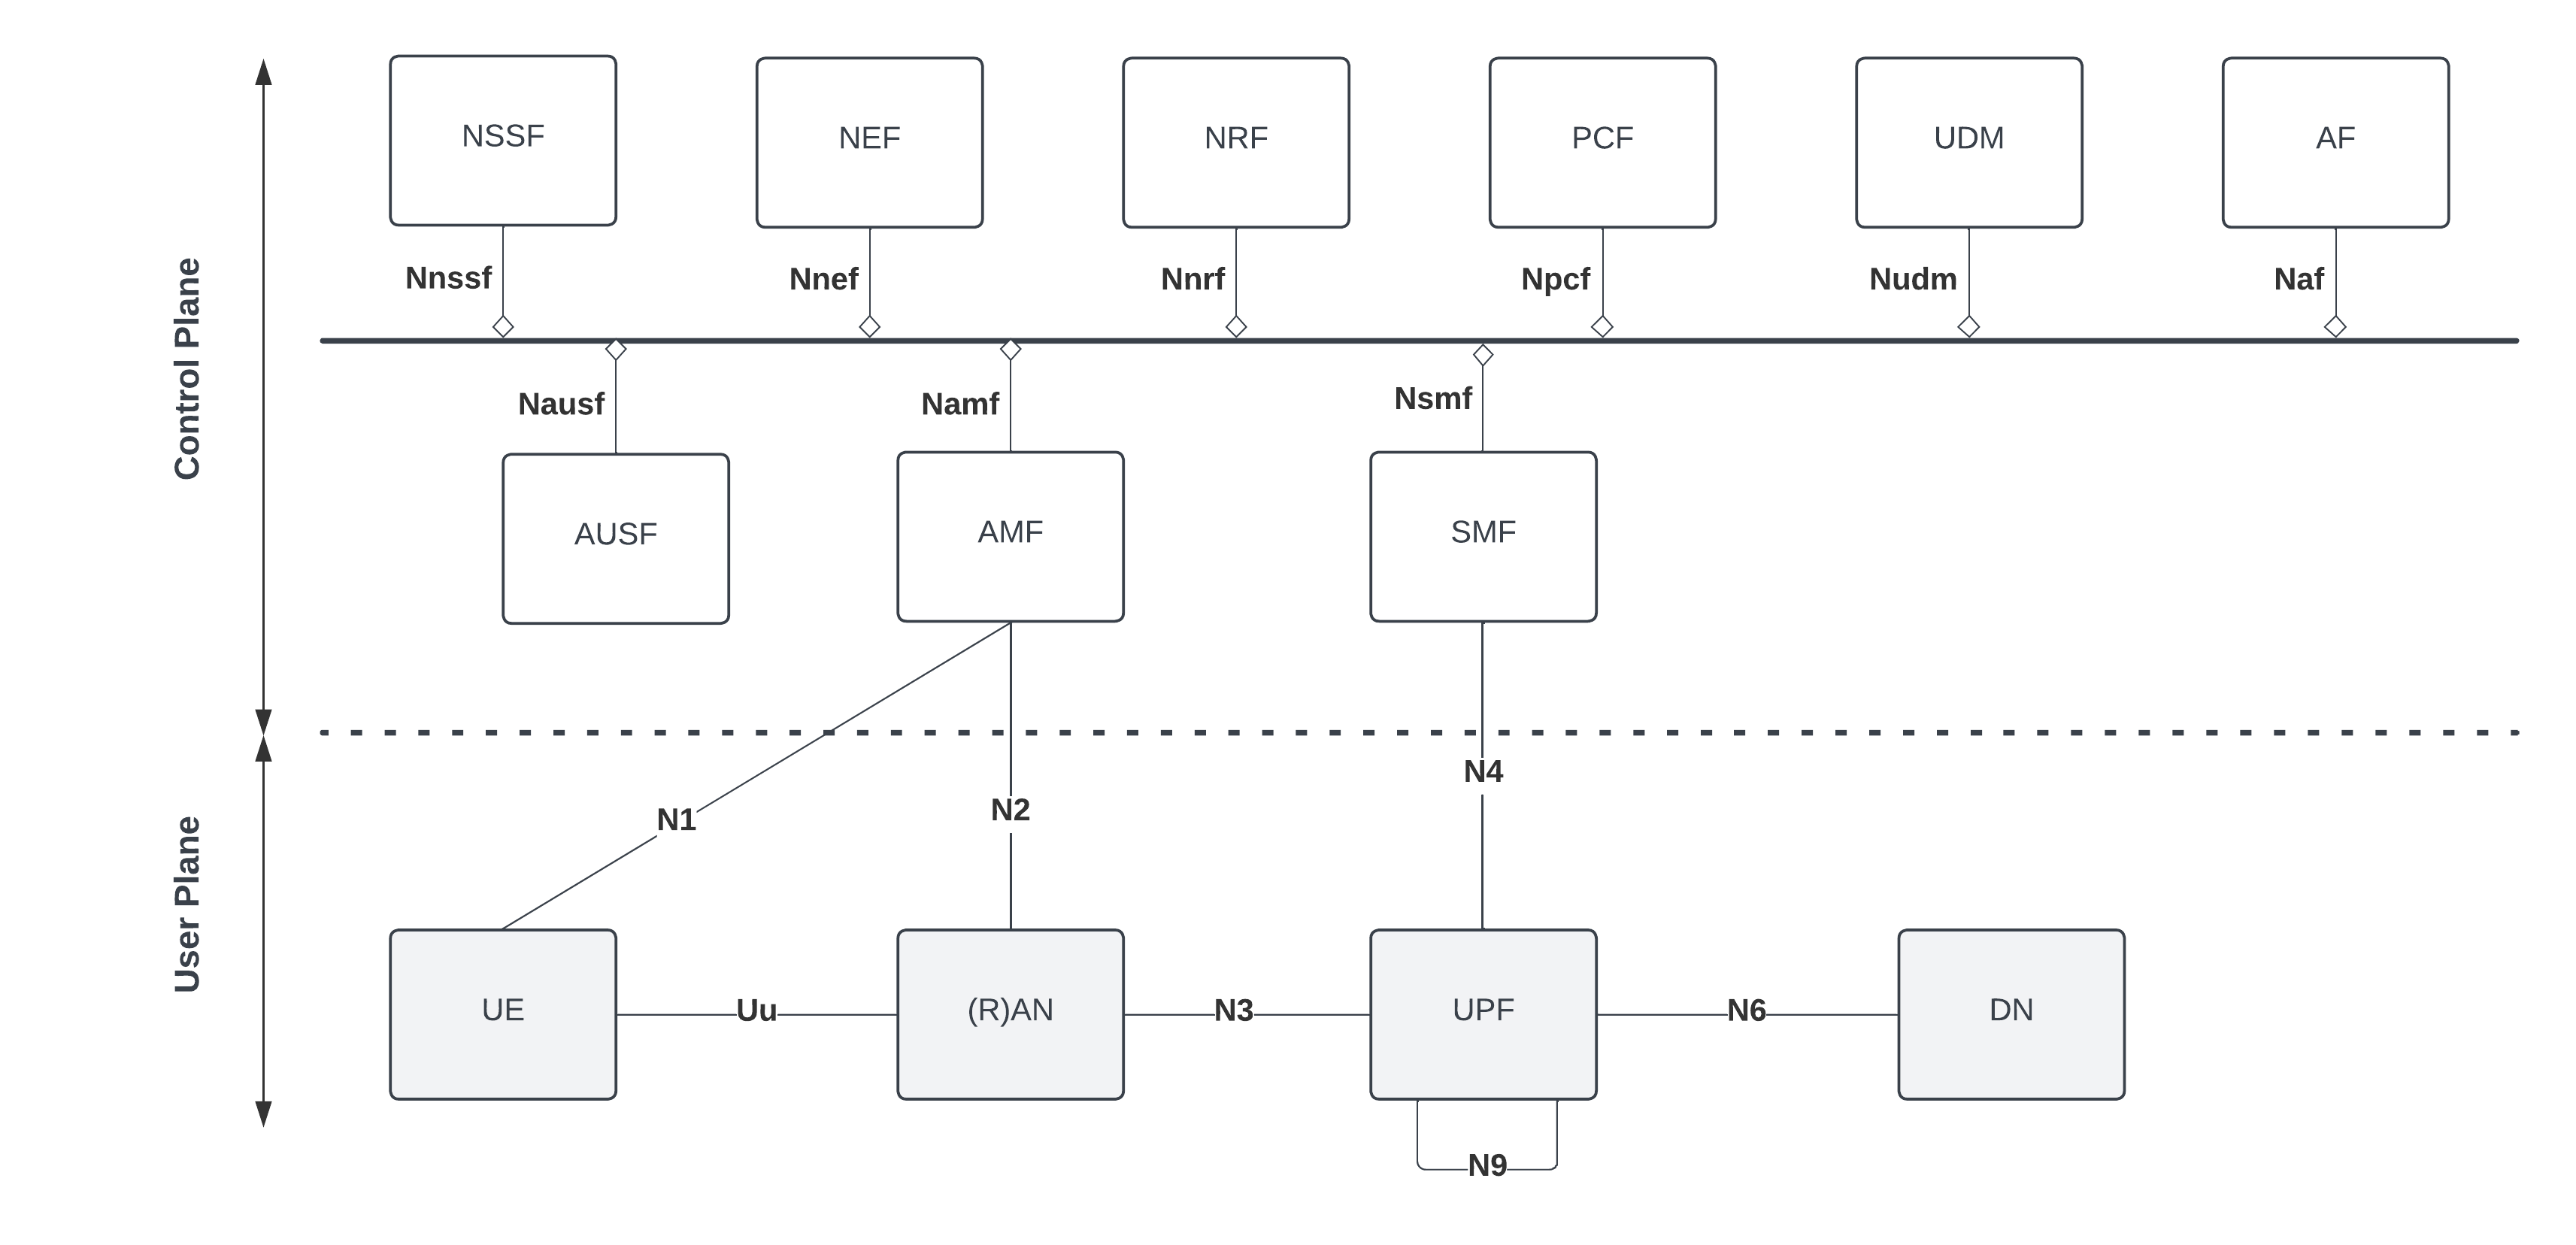 NSSF
NEF
NRF
PCF
UDM
AF
Nnssf
Nnef
Nnrf
Npcf
Nudm
Naf
Control Plane
Nausf
Namf
Nsmf
AUSF
AMF
SMF
N4
N1
N2
User Plane
UE
Uu
(R)AN
N3
UPF
N6
DN
N9